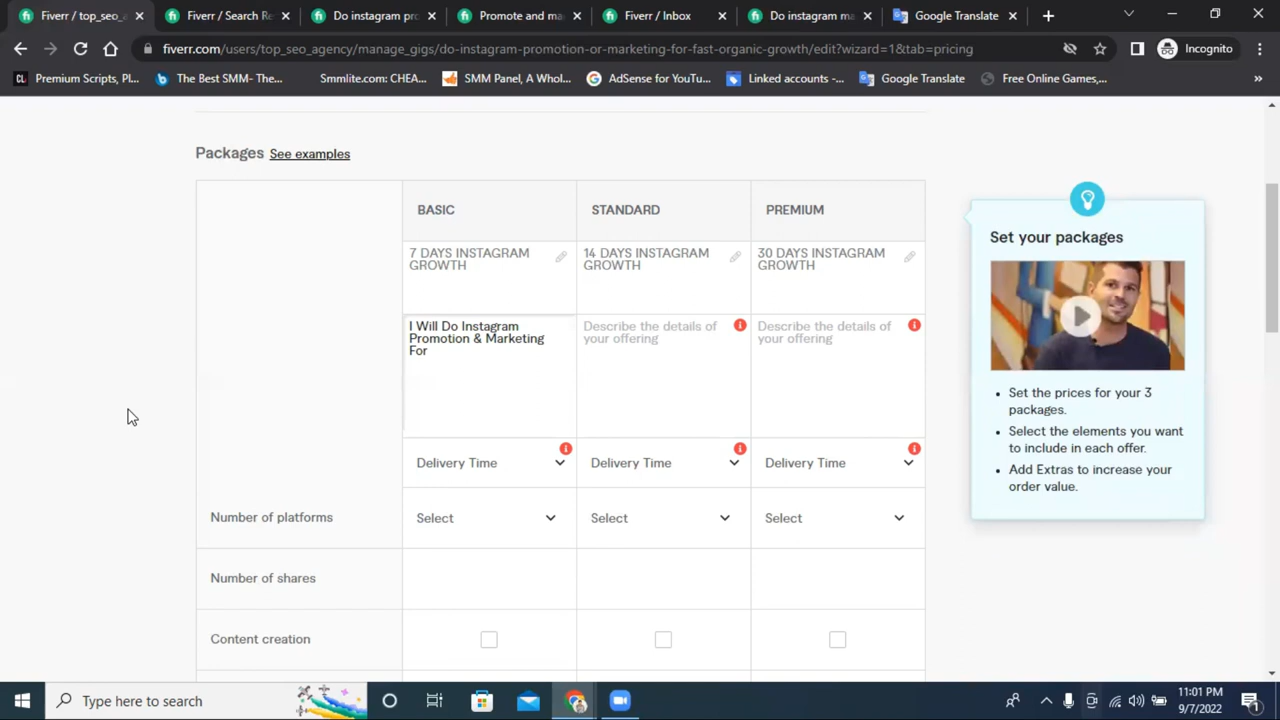 Fiverr / top_seo_a
Fiverr / Search Re
Do instagram pro
Promote and ma
Fiverr / Inbox
Do instagram ma
Google Translate
fiverr.com/users/top_seo_agency/manage_gigs/do-instagram-promotion-or-marketing-for-fast-organic-growth/edit?wizard=1&tab=pricing
Incognito
Premium Scripts, Pl...
The Best SMM- The...
Smmlite.com: CHEA...
SMM Panel, A Whol...
AdSense for YouTu...
Linked accounts -...
Google Translate
Free Online Games,...
Packages See examples
BASIC
STANDARD
PREMIUM
7 DAYS INSTAGRAM
GROWTH
14 DAYS INSTAGRAM
GROWTH
30 DAYS INSTAGRAM
GROWTH
I Will Do Instagram
Promotion & Marketing
For
Describe the details of
your offering
Describe the details of
your offering
Delivery Time
Delivery Time
Delivery Time
Number of platforms
Select
Select
Select
Number of shares
Content creation
Set your packages
Set the prices for your 3
packages.
Select the elements you want
to include in each offer.
Add Extras to increase your
order value.
Type here to search
11:01 PM
9/7/2022